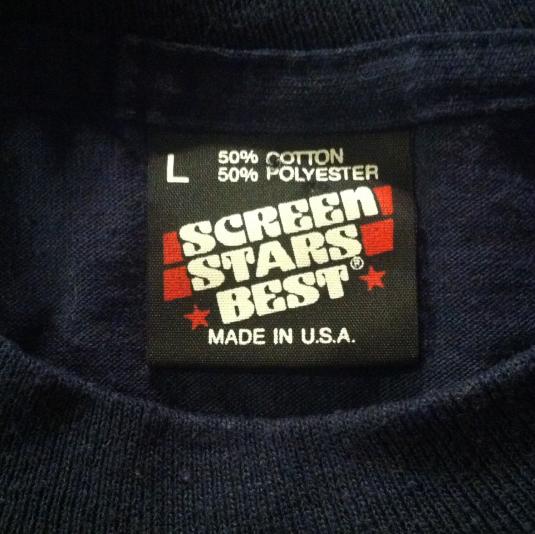 L
50% COTTON
50% POLYESTER
SCREEN
STARS
BEST®
MADE IN U.S.A.